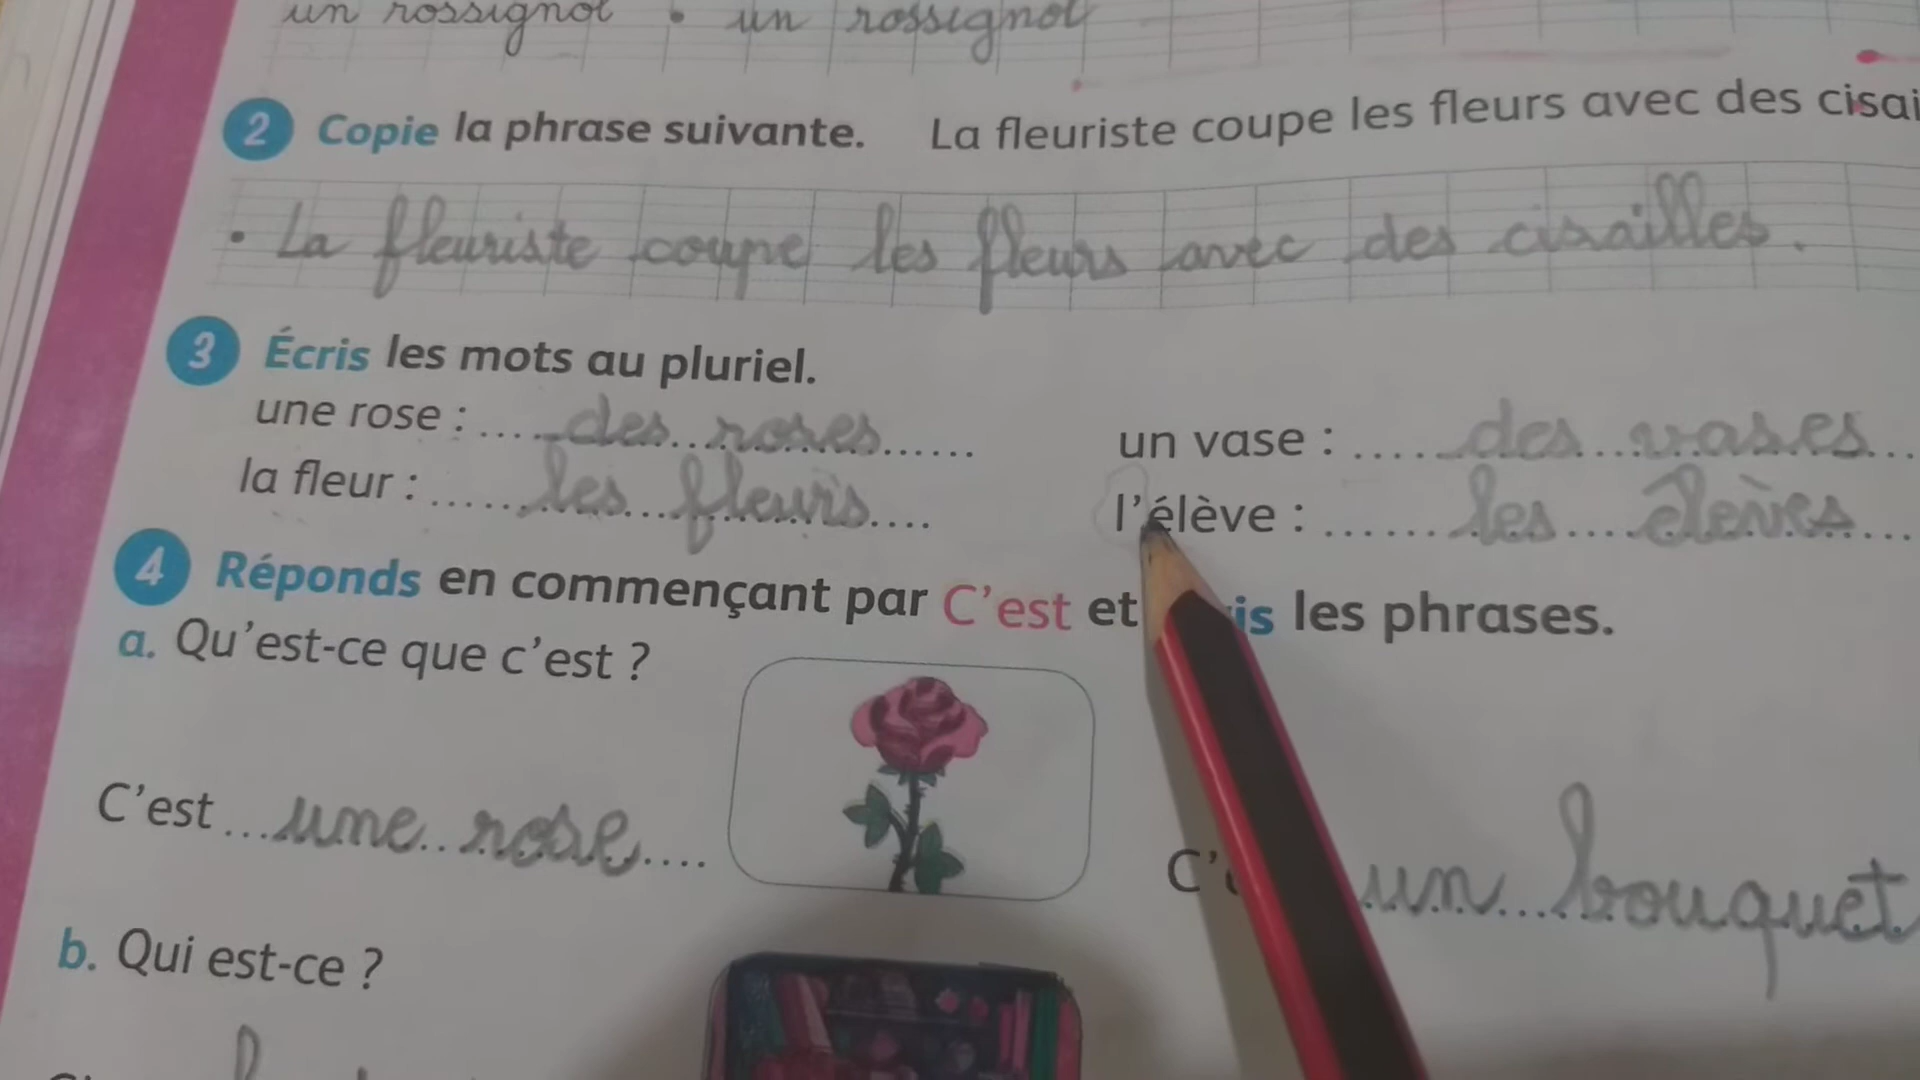 un rossignol • un rossignol
2 Copie la phrase suivante. La fleuriste coupe les fleurs avec des cisai
• La fleuriste coupe les fleurs avec des cisailles.
3 Écris les mots au pluriel.
une rose : ....des roses...... un vase : .....des vases...
la fleur : ......les fleurs.... l'élève : ......les élèves...
4 Réponds en commençant par C'est et is les phrases.
a. Qu'est-ce que c'est ?
C'est ...une rose.... C' un bouquet
b. Qui est-ce ?